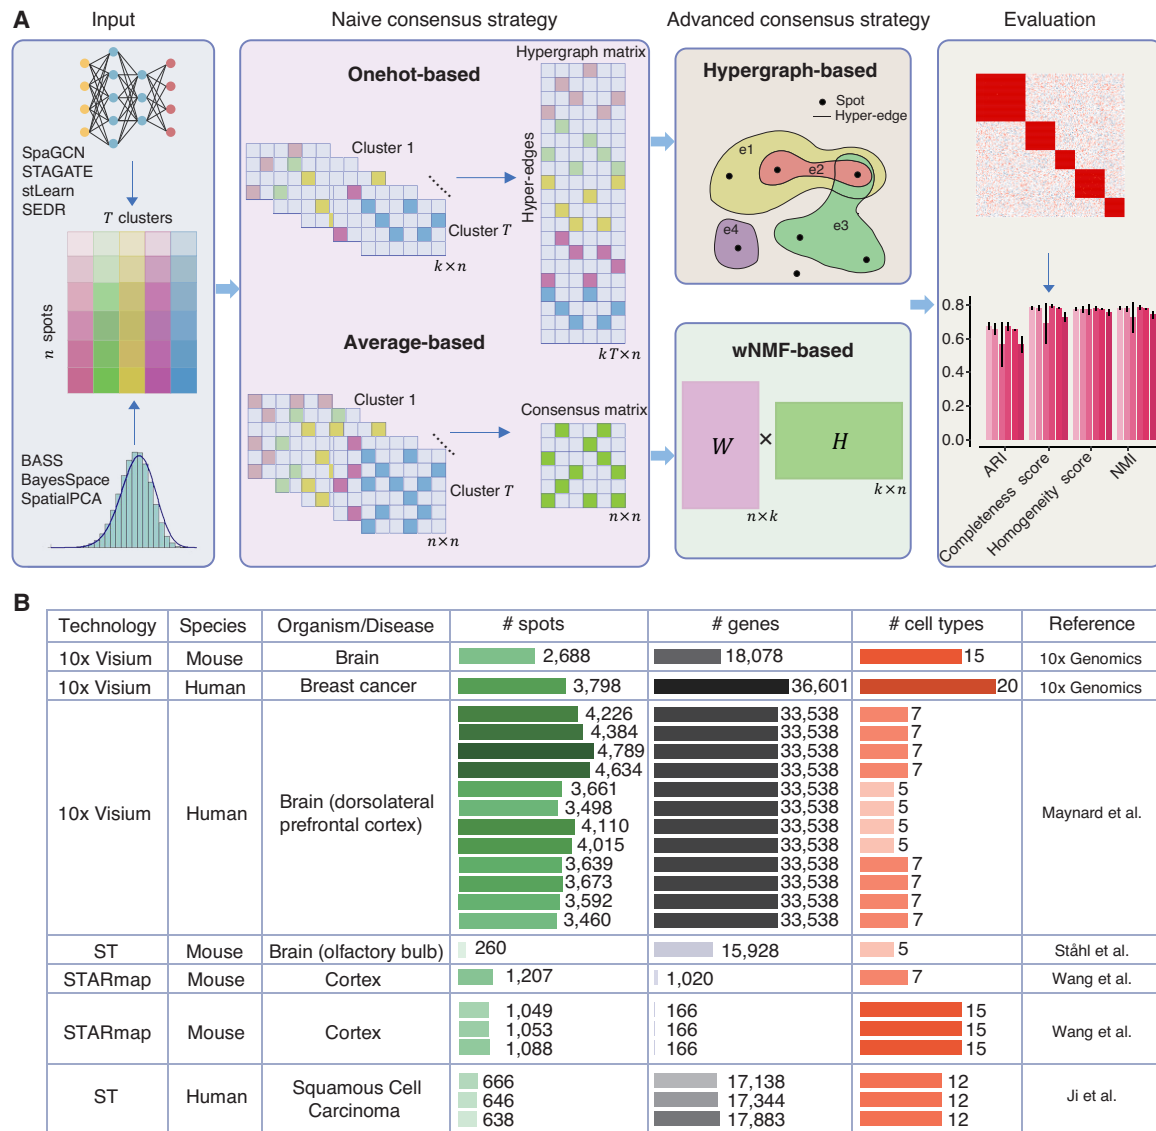 A
Input
Naive consensus strategy
Advanced consensus strategy
Evaluation
SpaGCN
STAGATE
stLearn
SEDR
T clusters
n spots
BASS
BayesSpace
SpatialPCA
Onehot-based
Cluster 1
Cluster T
k × n
Hypergraph matrix
Hyper-edges
k T × n
Average-based
Cluster 1
Cluster T
n × n
Consensus matrix
n × n
Hypergraph-based
Spot
Hyper-edge
e1
e2
e3
e4
wNMF-based
W
×
H
n × k
k × n
0.8
0.6
0.4
0.2
0.0
ARI
Completeness score
Homogeneity score
NMI
B
Technology Species Organism/Disease # spots # genes # cell types Reference
10x Visium Mouse Brain 2,688 18,078 15 10x Genomics
10x Visium Human Breast cancer 3,798 36,601 20 10x Genomics
10x Visium Human Brain (dorsolateral prefrontal cortex) Maynard et al.
4,226 33,538 7
4,384 33,538 7
4,789 33,538 7
4,634 33,538 7
3,661 33,538 5
3,498 33,538 5
4,110 33,538 5
4,015 33,538 5
3,639 33,538 7
3,673 33,538 7
3,592 33,538 7
3,460 33,538 7
ST Mouse Brain (olfactory bulb) 260 15,928 5 Ståhl et al.
STARmap Mouse Cortex 1,207 1,020 7 Wang et al.
STARmap Mouse Cortex Wang et al.
1,049 166 15
1,053 166 15
1,088 166 15
ST Human Squamous Cell Carcinoma Ji et al.
666 17,138 12
646 17,344 12
638 17,883 12